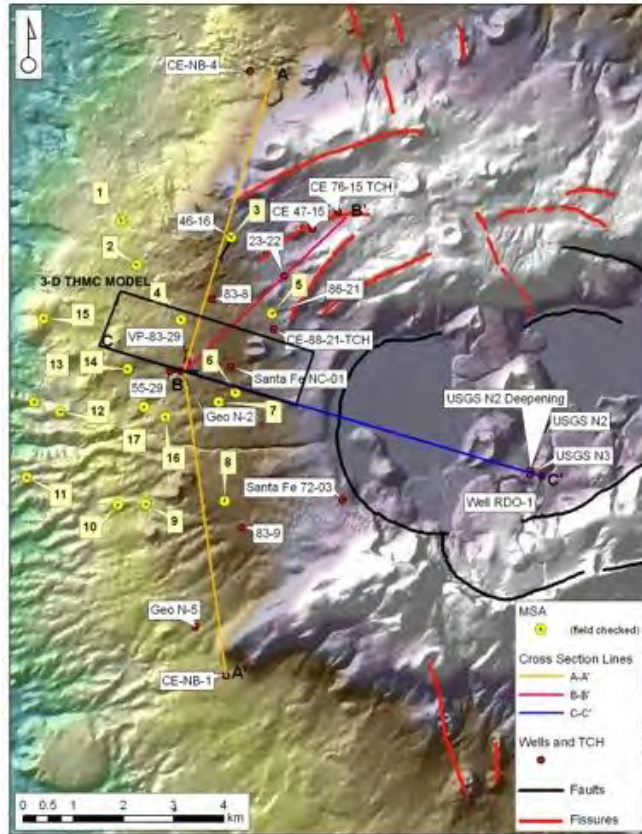 CE-NB-4
A
CE 76-15 TCH
1
46-16
3
CE 47-15
B'
2
23-22
3-D THMC MODEL
4
83-8
5
86-21
15
VP-83-29
CE-88-21-TCH
C
13
14
6
Santa Fe NC-01
B
55-29
USGS N2 Deepening
12
Geo N-2
7
USGS N2
17
16
USGS N3
11
8
Santa Fe 72-03
Well RDO-1
C'
10
9
83-9
Geo N-5
CE-NB-1
A'
MSA
(field checked)
Cross Section Lines
A-A'
B-B'
C-C'
Wells and TCH
Faults
Fissures
0 0.5 1 2 3 4
km